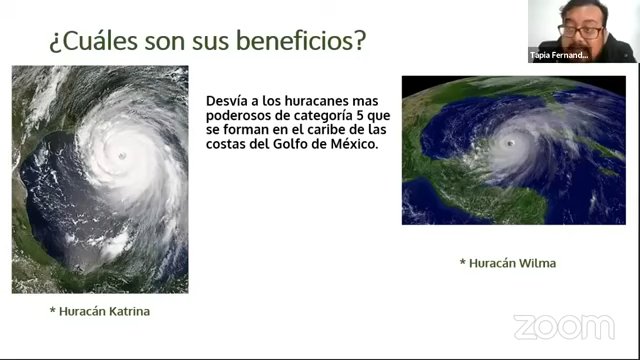 ¿Cuáles son sus beneficios?
Tapia Fernand...
Desvía a los huracanes mas
poderosos de categoría 5 que
se forman en el caribe de las
costas del Golfo de México.
* Huracán Wilma
* Huracán Katrina
zoom